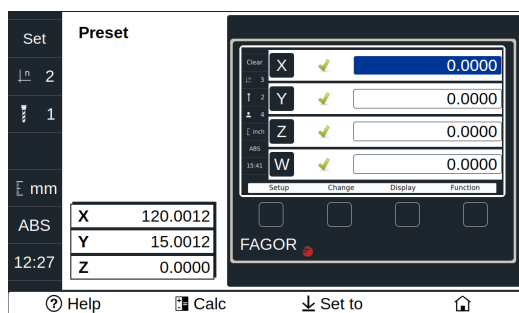 Set
Preset
2
1
mm
ABS
12:27
X 120.0012
Y 15.0012
Z 0.0000
Clear
3
2
4
inch
ABS
15:41
X 0.0000
Y 0.0000
Z 0.0000
W 0.0000
Setup Change Display Function
FAGOR
Help Calc Set to